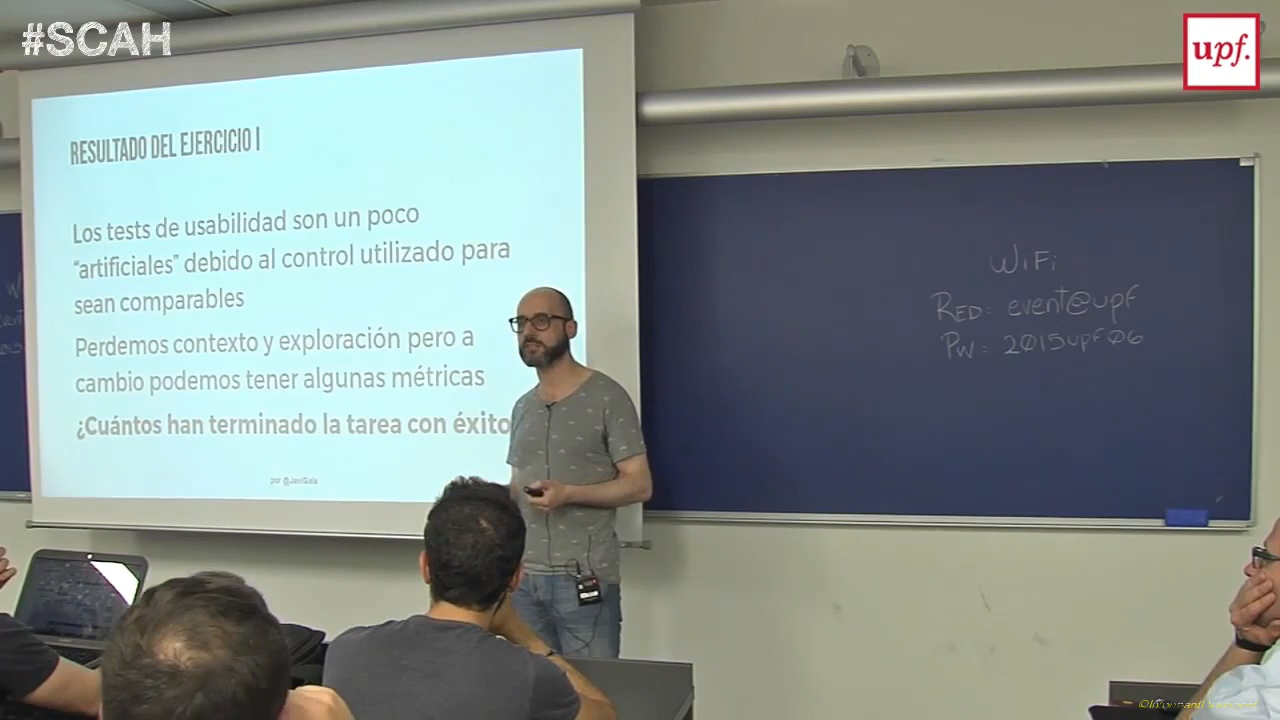 #SCAH
upf.
RESULTADO DEL EJERCICIO I
Los tests de usabilidad son un poco
“artificiales” debido al control utilizado para
sean comparables
Perdemos contexto y exploración pero a
cambio podemos tener algunas métricas
¿Cuántos han terminado la tarea con éxito
WiFi
RED: event@upf
PW: 2015upf06